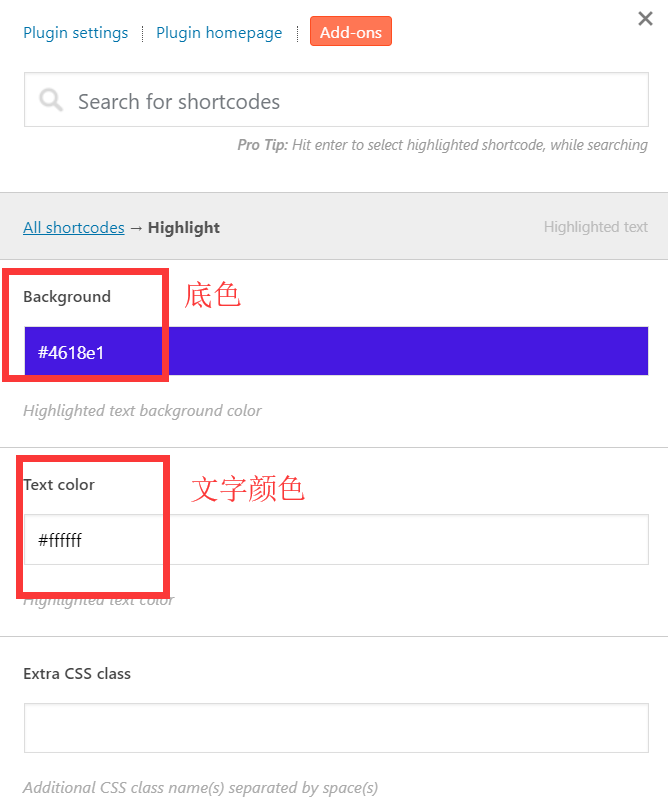 Plugin settings Plugin homepage Add-ons
Search for shortcodes
Pro Tip: Hit enter to select highlighted shortcode, while searching
All shortcodes → Highlight Highlighted text
Background 底色
#4618e1
Highlighted text background color
Text color 文字颜色
#ffffff
Highlighted text color
Extra CSS class
Additional CSS class name(s) separated by space(s)